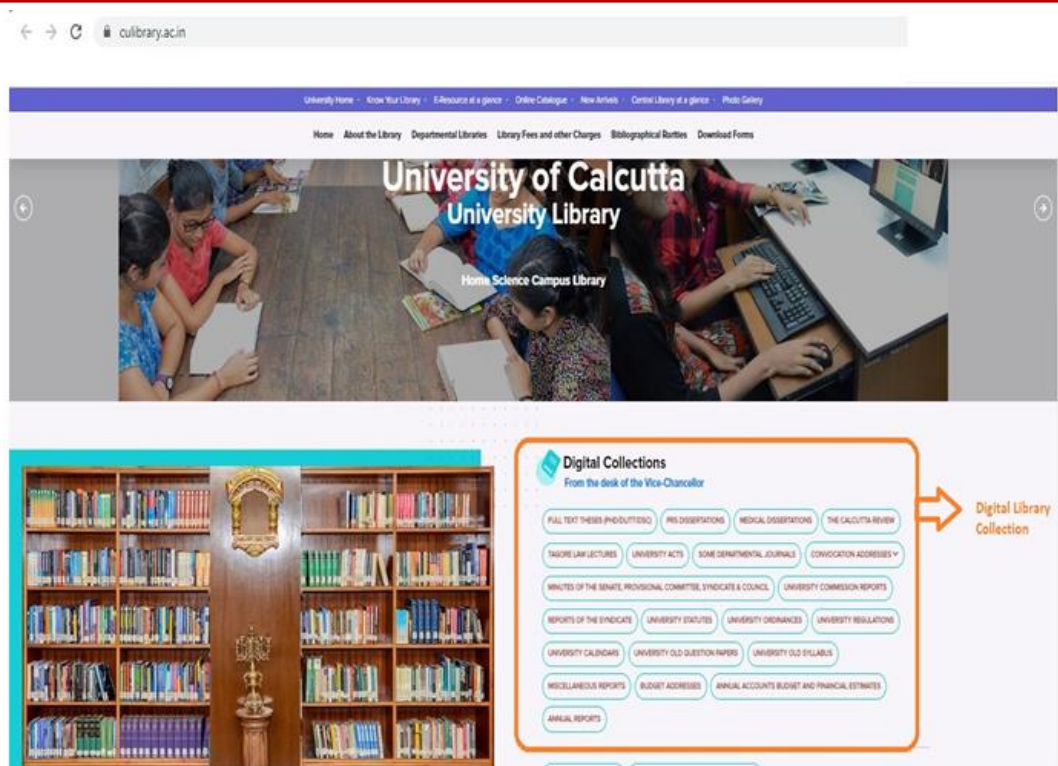 culibrary.ac.in
University Home - Know Your Library - E-Resource at a glance - Online Catalogue - New Arrivals - Central Library at a glance - Photo Gallery
Home About the Library Departmental Libraries Library Fees and other Charges Bibliographical Rarities Download Forms
University of Calcutta
University Library
Home Science Campus Library
Digital Collections
From the desk of the Vice-Chancellor
FULL TEXT THESES (PHD/DLITT/DSC) PRS DISSERTATIONS MEDICAL DISSERTATIONS THE CALCUTTA REVIEW
TAGORE LAW LECTURES UNIVERSITY ACTS SOME DEPARTMENTAL JOURNALS CONVOCATION ADDRESSES
MINUTES OF THE SENATE, PROVISIONAL COMMITTEE, SYNDICATE & COUNCIL UNIVERSITY COMMISSION REPORTS
REPORTS OF THE SYNDICATE UNIVERSITY STATUTES UNIVERSITY ORDINANCES UNIVERSITY REGULATIONS
UNIVERSITY CALENDARS UNIVERSITY OLD QUESTION PAPERS UNIVERSITY OLD SYLLABUS
MISCELLANEOUS REPORTS BUDGET ADDRESSES ANNUAL ACCOUNTS BUDGET AND FINANCIAL ESTIMATES
ANNUAL REPORTS
Digital Library
Collection